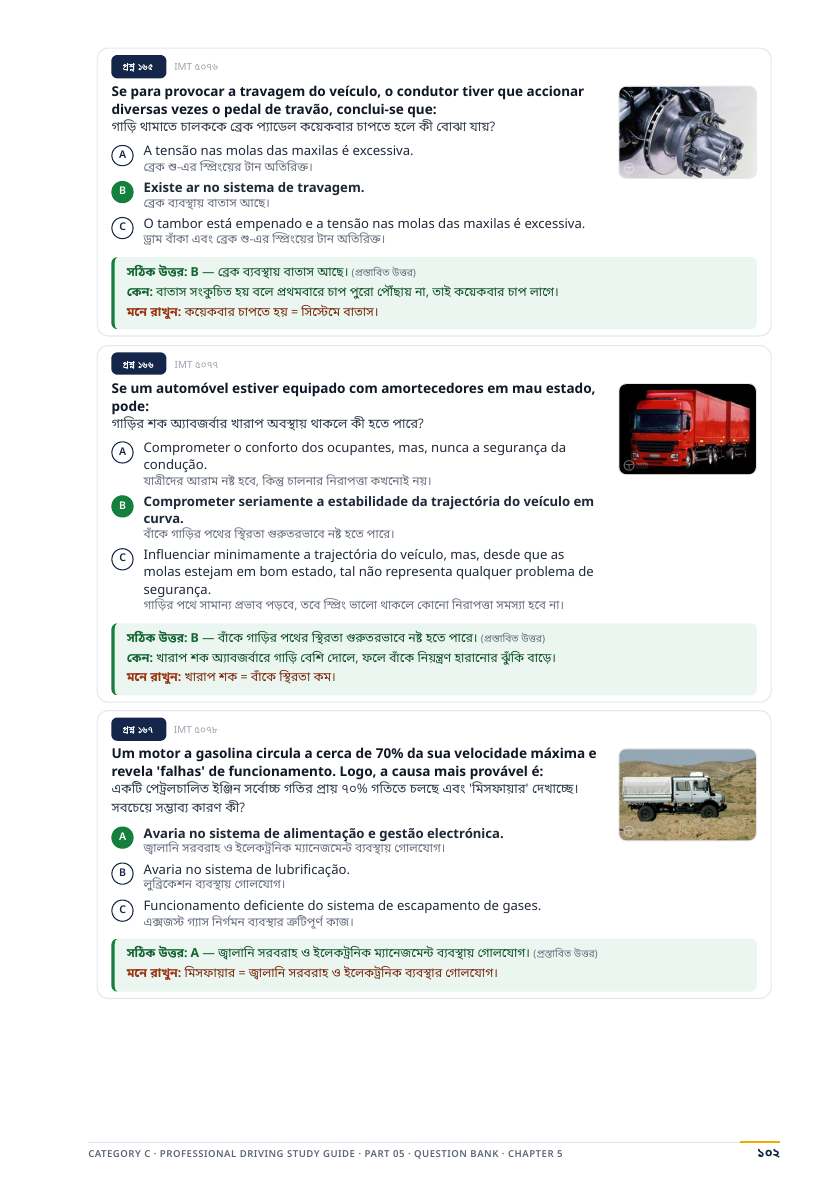 প্রশ্ন ১৬৫ IMT ৫০৭৬
Se para provocar a travagem do veículo, o condutor tiver que accionar
diversas vezes o pedal de travão, conclui-se que:
গাড়ি থামাতে চালককে ব্রেক প্যাডেল কয়েকবার চাপতে হলে কী বোঝা যায়?
A A tensão nas molas das maxilas é excessiva.
ব্রেক শু-এর স্প্রিংয়ের টান অতিরিক্ত।
B Existe ar no sistema de travagem.
ব্রেক ব্যবস্থায় বাতাস আছে।
C O tambor está empenado e a tensão nas molas das maxilas é excessiva.
ড্রাম বাঁকা এবং ব্রেক শু-এর স্প্রিংয়ের টান অতিরিক্ত।
সঠিক উত্তর: B — ব্রেক ব্যবস্থায় বাতাস আছে। (প্রস্তাবিত উত্তর)
কেন: বাতাস সংকুচিত হয় বলে প্রথমবারে চাপ পুরো পৌঁছায় না, তাই কয়েকবার চাপ লাগে।
মনে রাখুন: কয়েকবার চাপতে হয় = সিস্টেমে বাতাস।
প্রশ্ন ১৬৬ IMT ৫০৭৭
Se um automóvel estiver equipado com amortecedores em mau estado,
pode:
গাড়ির শক অ্যাবজর্বার খারাপ অবস্থায় থাকলে কী হতে পারে?
A Comprometer o conforto dos ocupantes, mas, nunca a segurança da
condução.
যাত্রীদের আরাম নষ্ট হবে, কিন্তু চালনার নিরাপত্তা কখনোই নয়।
B Comprometer seriamente a estabilidade da trajectória do veículo em
curva.
বাঁকে গাড়ির পথের স্থিরতা গুরুতরভাবে নষ্ট হতে পারে।
C Influenciar minimamente a trajectória do veículo, mas, desde que as
molas estejam em bom estado, tal não representa qualquer problema de
segurança.
গাড়ির পথে সামান্য প্রভাব পড়বে, তবে স্প্রিং ভালো থাকলে কোনো নিরাপত্তা সমস্যা হবে না।
সঠিক উত্তর: B — বাঁকে গাড়ির পথের স্থিরতা গুরুতরভাবে নষ্ট হতে পারে। (প্রস্তাবিত উত্তর)
কেন: খারাপ শক অ্যাবজর্বারে গাড়ি বেশি দোলে, ফলে বাঁকে নিয়ন্ত্রণ হারানোর ঝুঁকি বাড়ে।
মনে রাখুন: খারাপ শক = বাঁকে স্থিরতা কম।
প্রশ্ন ১৬৭ IMT ৫০৭৮
Um motor a gasolina circula a cerca de 70% da sua velocidade máxima e
revela 'falhas' de funcionamento. Logo, a causa mais provável é:
একটি পেট্রলচালিত ইঞ্জিন সর্বোচ্চ গতির প্রায় ৭০% গতিতে চলছে এবং 'মিসফায়ার' দেখাচ্ছে।
সবচেয়ে সম্ভাব্য কারণ কী?
A Avaria no sistema de alimentação e gestão electrónica.
জ্বালানি সরবরাহ ও ইলেকট্রনিক ম্যানেজমেন্ট ব্যবস্থায় গোলযোগ।
B Avaria no sistema de lubrificação.
লুব্রিকেশন ব্যবস্থায় গোলযোগ।
C Funcionamento deficiente do sistema de escapamento de gases.
এক্সজস্ট গ্যাস নির্গমন ব্যবস্থার ত্রুটিপূর্ণ কাজ।
সঠিক উত্তর: A — জ্বালানি সরবরাহ ও ইলেকট্রনিক ম্যানেজমেন্ট ব্যবস্থায় গোলযোগ। (প্রস্তাবিত উত্তর)
মনে রাখুন: মিসফায়ার = জ্বালানি সরবরাহ ও ইলেকট্রনিক ব্যবস্থার গোলযোগ।
CATEGORY C · PROFESSIONAL DRIVING STUDY GUIDE · PART 05 · QUESTION BANK · CHAPTER 5 ১০২